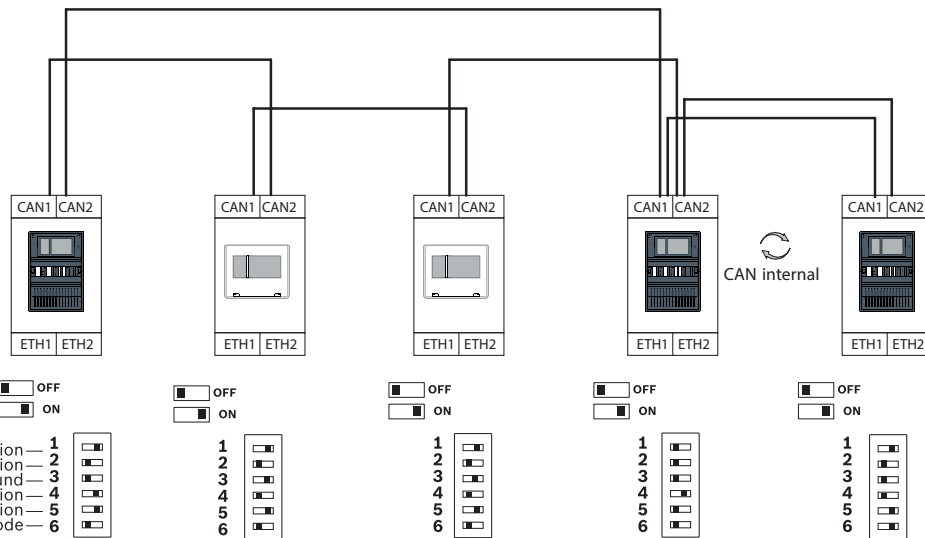 CAN1 CAN2 CAN1 CAN2 CAN1 CAN2 CAN1 CAN2 CAN1 CAN2
CAN internal
ETH1 ETH2 ETH1 ETH2 ETH1 ETH2 ETH1 ETH2 ETH1 ETH2
OFF OFF OFF OFF OFF
ON ON ON ON ON
1 1 1 1 1
2 2 2 2 2
3 3 3 3 3
4 4 4 4 4
5 5 5 5 5
6 6 6 6 6